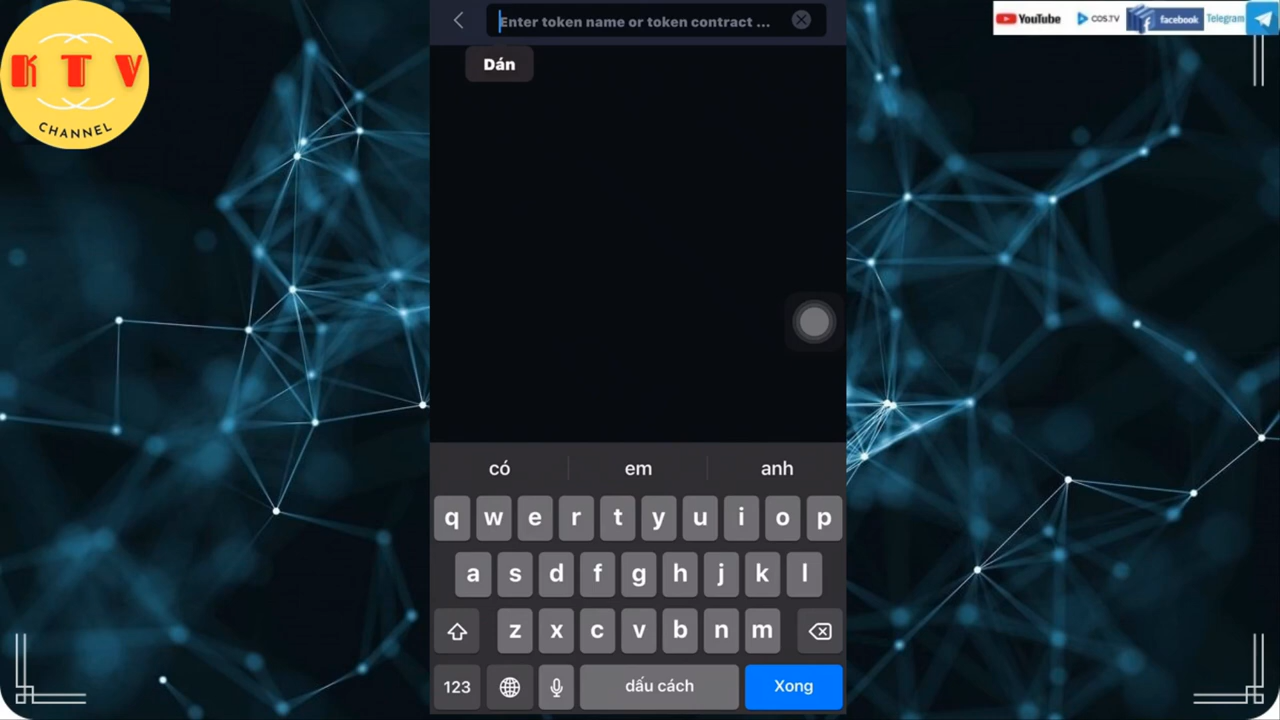 KTV
CHANNEL
YouTube
COS.TV
facebook
Telegram
Enter token name or token contract ...
Dán
có em anh
q w e r t y u i o p
a s d f g h j k l
z x c v b n m
123 dấu cách Xong